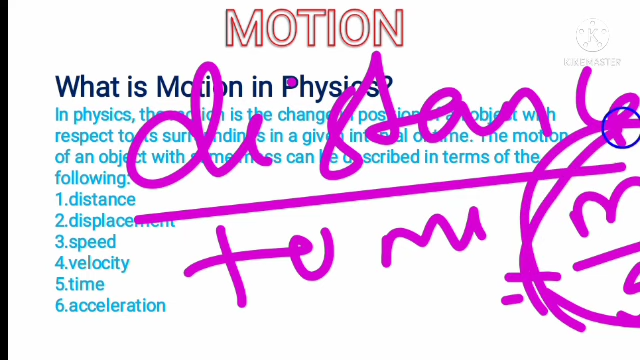 MOTION
KINEMASTER
What is Motion in Physics?
In physics, the motion is the change in position of an object with
respect to its surroundings in a given interval of time. The motion
of an object with some mass can be described in terms of the
following:
1.distance
2.displacement
3.speed
4.velocity
5.time
6.acceleration